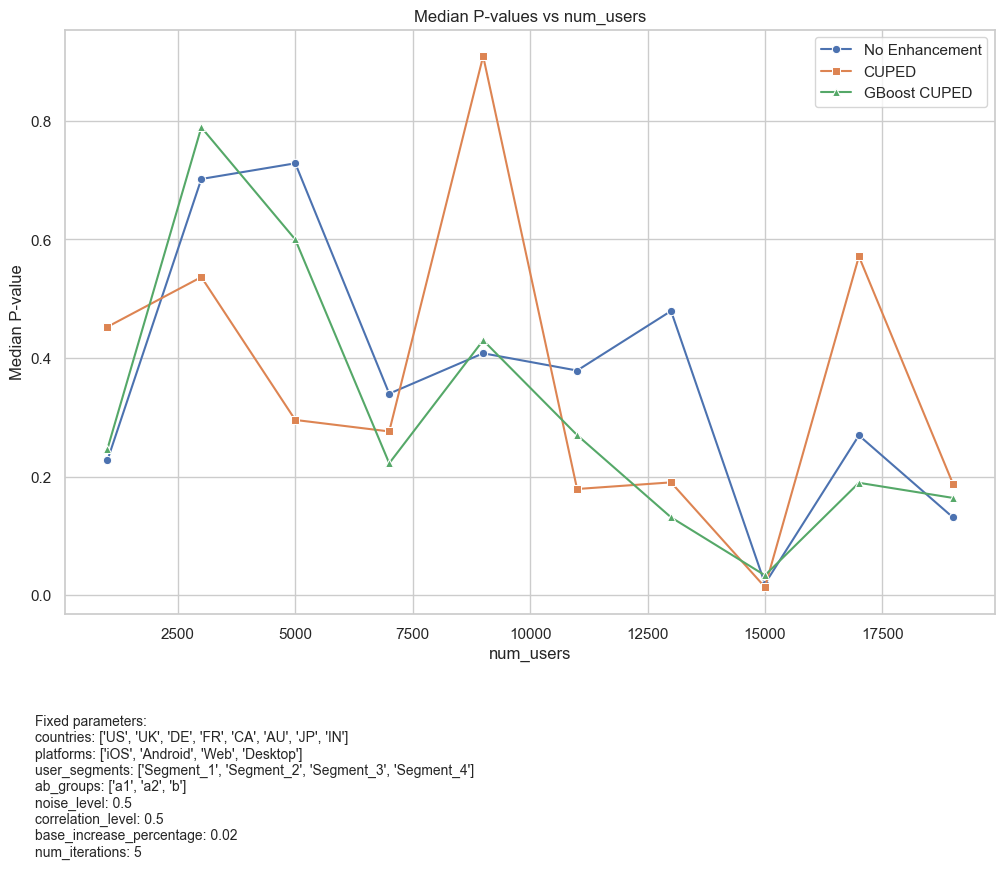 Median P-values vs num_users
No Enhancement
CUPED
GBoost CUPED
Median P-value
0.8
0.6
0.4
0.2
0.0
2500 5000 7500 10000 12500 15000 17500
num_users
Fixed parameters:
countries: ['US', 'UK', 'DE', 'FR', 'CA', 'AU', 'JP', 'IN']
platforms: ['iOS', 'Android', 'Web', 'Desktop']
user_segments: ['Segment_1', 'Segment_2', 'Segment_3', 'Segment_4']
ab_groups: ['a1', 'a2', 'b']
noise_level: 0.5
correlation_level: 0.5
base_increase_percentage: 0.02
num_iterations: 5